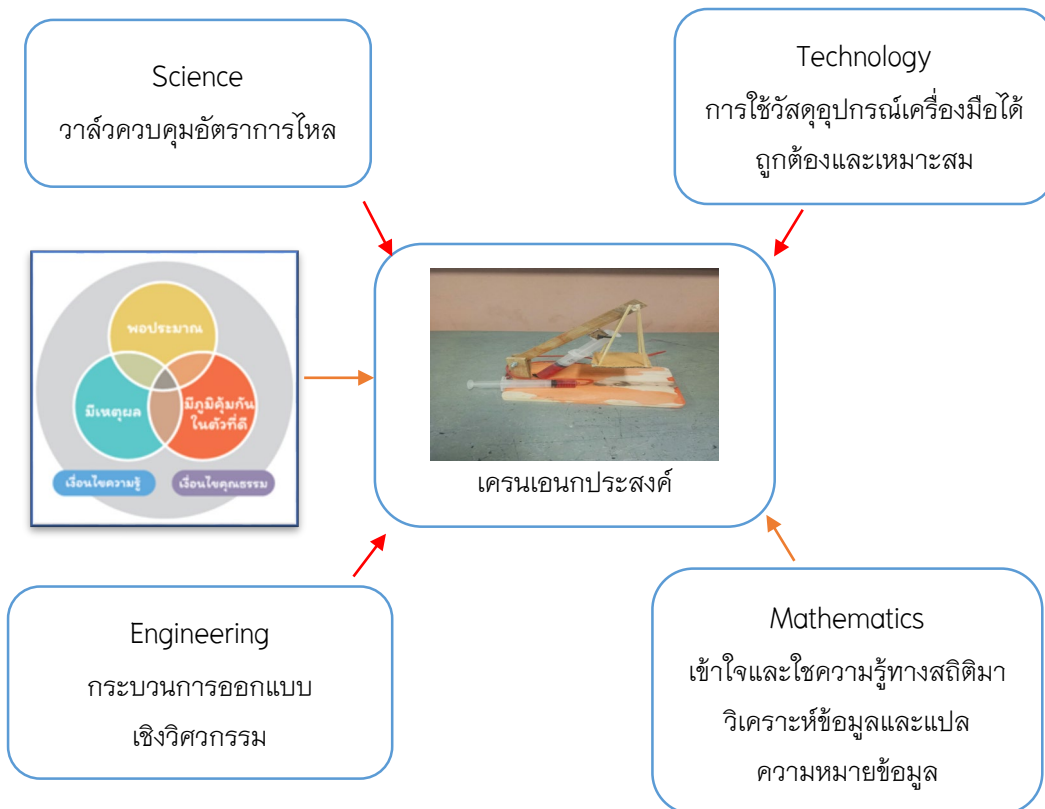 Science
วาล์วควบคุมอัตราการไหล
Technology
การใช้วัสดุอุปกรณ์เครื่องมือได้
ถูกต้องและเหมาะสม
พอประมาณ
มีเหตุผล
มีภูมิคุ้มกัน
ในตัวที่ดี
เงื่อนไขความรู้
เงื่อนไขคุณธรรม
เครนเอนกประสงค์
Engineering
กระบวนการออกแบบ
เชิงวิศวกรรม
Mathematics
เข้าใจและใชความรู้ทางสถิติมา
วิเคราะห์ข้อมูลและแปล
ความหมายข้อมูล